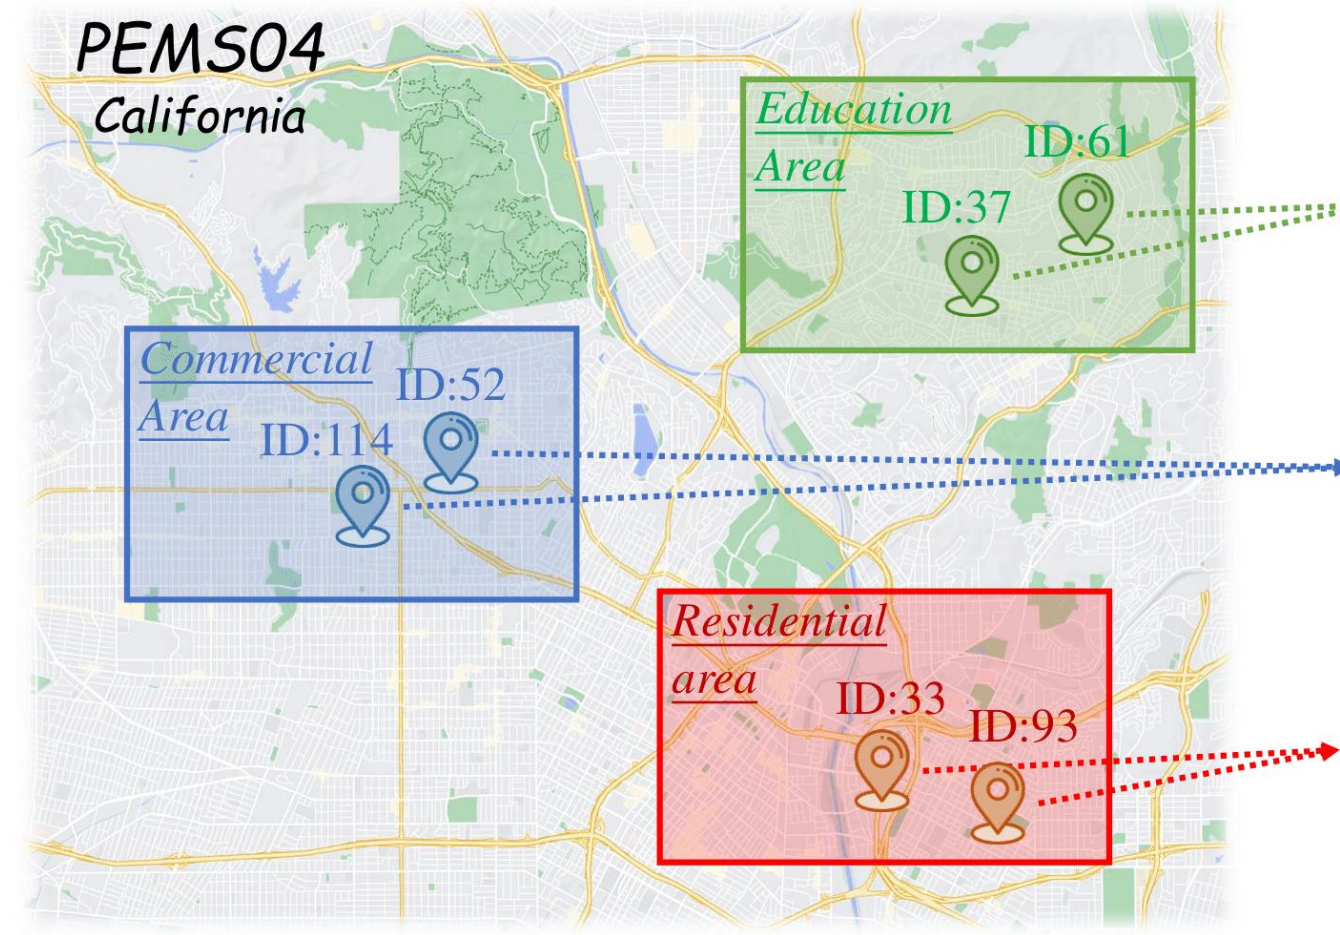 PEMS04
California
Education
Area
ID:61
ID:37
Commercial
Area
ID:52
ID:114
Residential
area
ID:33
ID:93